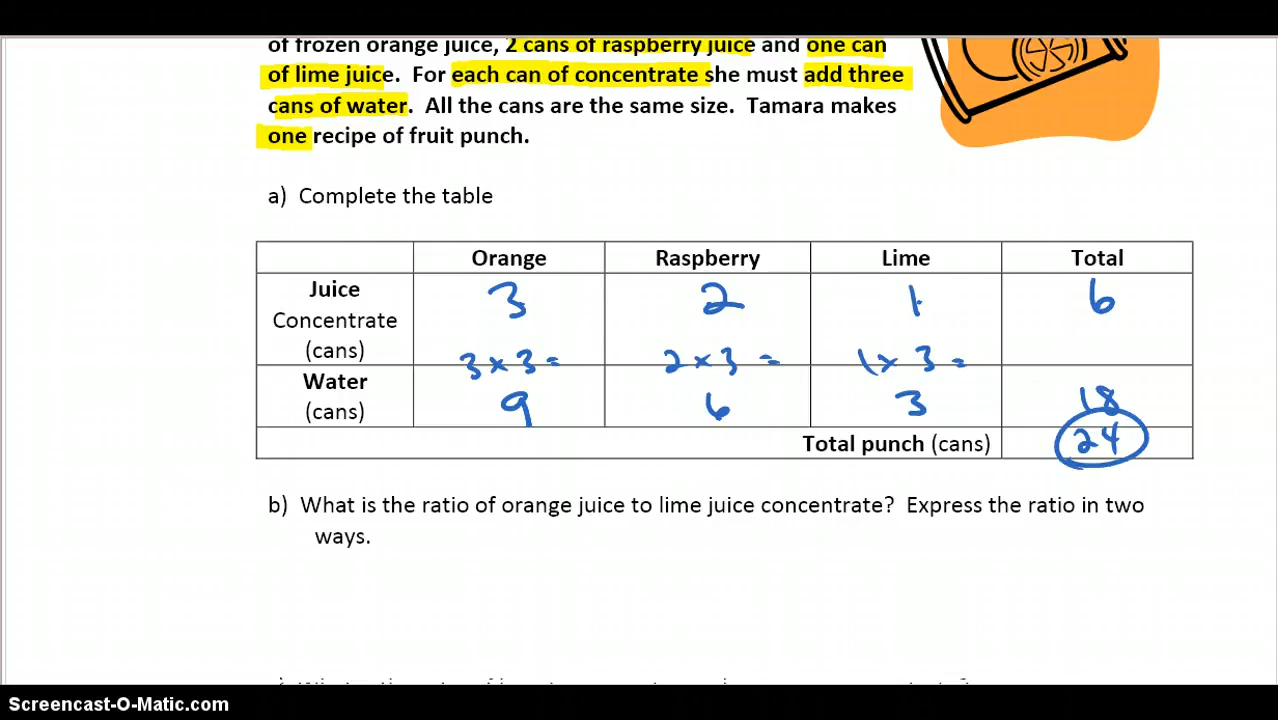 of frozen orange juice, 2 cans of raspberry juice and one can
of lime juice. For each can of concentrate she must add three
cans of water. All the cans are the same size. Tamara makes
one recipe of fruit punch.
a) Complete the table
Orange Raspberry Lime Total
Juice
Concentrate
(cans)
3 2 1 6
3 x 3 = 2 x 3 = 1 x 3 =
Water
(cans)
9 6 3 18
Total punch (cans) 24
b) What is the ratio of orange juice to lime juice concentrate? Express the ratio in two
ways.
Screencast-O-Matic.com